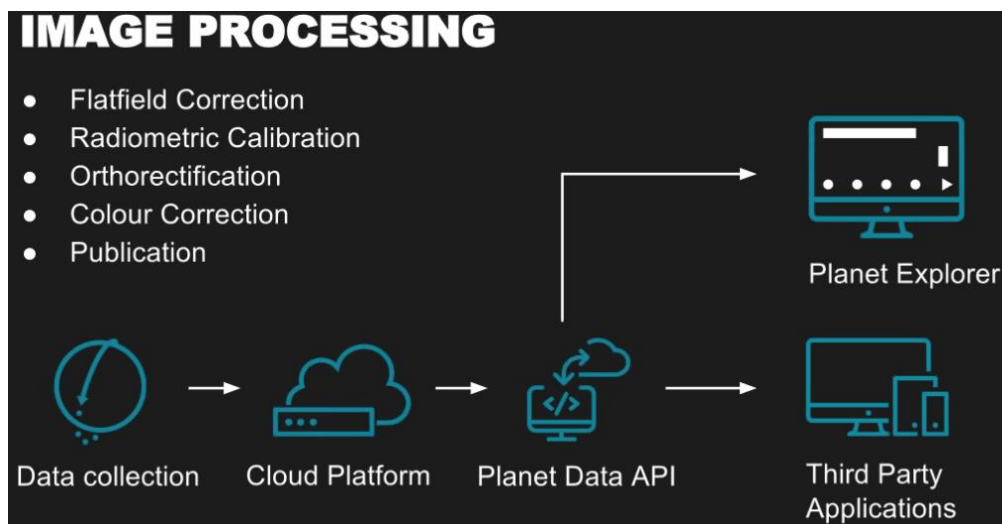 IMAGE PROCESSING
● Flatfield Correction
● Radiometric Calibration
● Orthorectification
● Colour Correction
● Publication
Planet Explorer
</>
Data collection
Cloud Platform
Planet Data API
Third Party
Applications